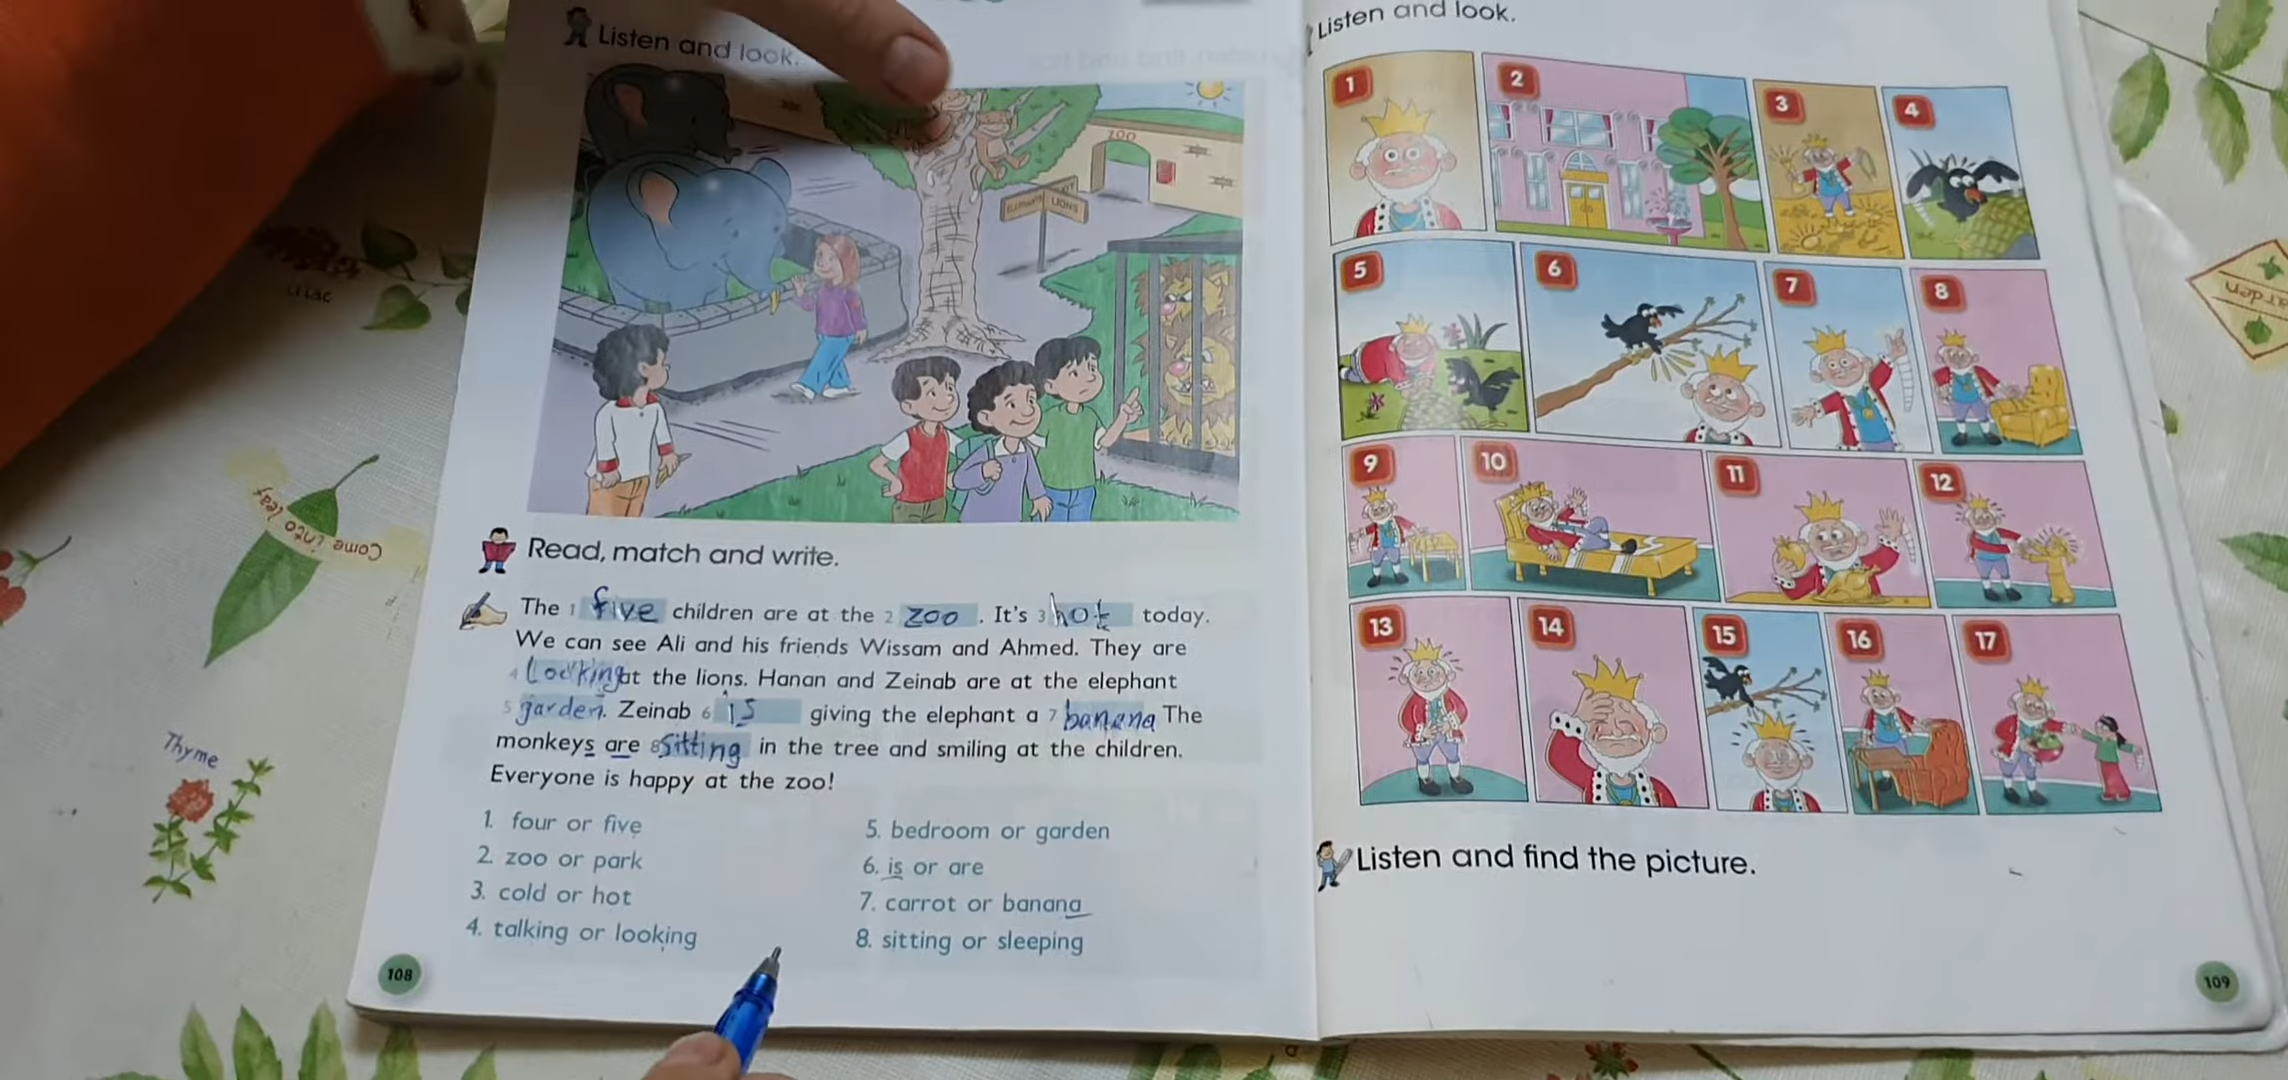 Listen and look.
ZOO
LIONS
Read, match and write.
The 1 five children are at the 2 zoo . It's 3 hot today.
We can see Ali and his friends Wissam and Ahmed. They are
4 Looking at the lions. Hanan and Zeinab are at the elephant
5 garden. Zeinab 6 is giving the elephant a 7 banana The
monkeys are 8 Sitting in the tree and smiling at the children.
Everyone is happy at the zoo!
1. four or five
2. zoo or park
3. cold or hot
4. talking or looking
5. bedroom or garden
6. is or are
7. carrot or banana
8. sitting or sleeping
108
Listen and look.
1
2
3
4
5
6
7
8
9
10
11
12
13
14
15
16
17
Listen and find the picture.
109
Come into leaf
Thyme
Lilac